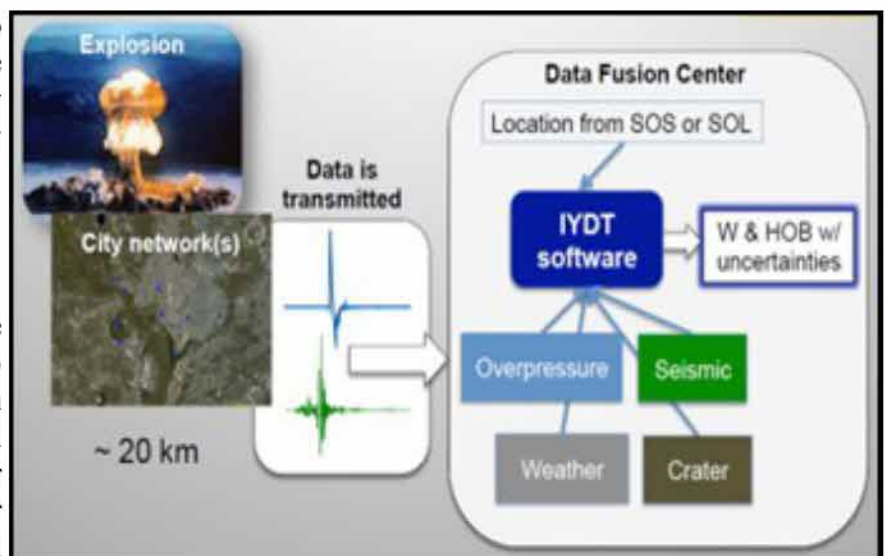 Explosion
City network(s)
~ 20 km
Data is
transmitted
Data Fusion Center
Location from SOS or SOL
IYDT
software
W & HOB w/
uncertainties
Overpressure
Seismic
Weather
Crater